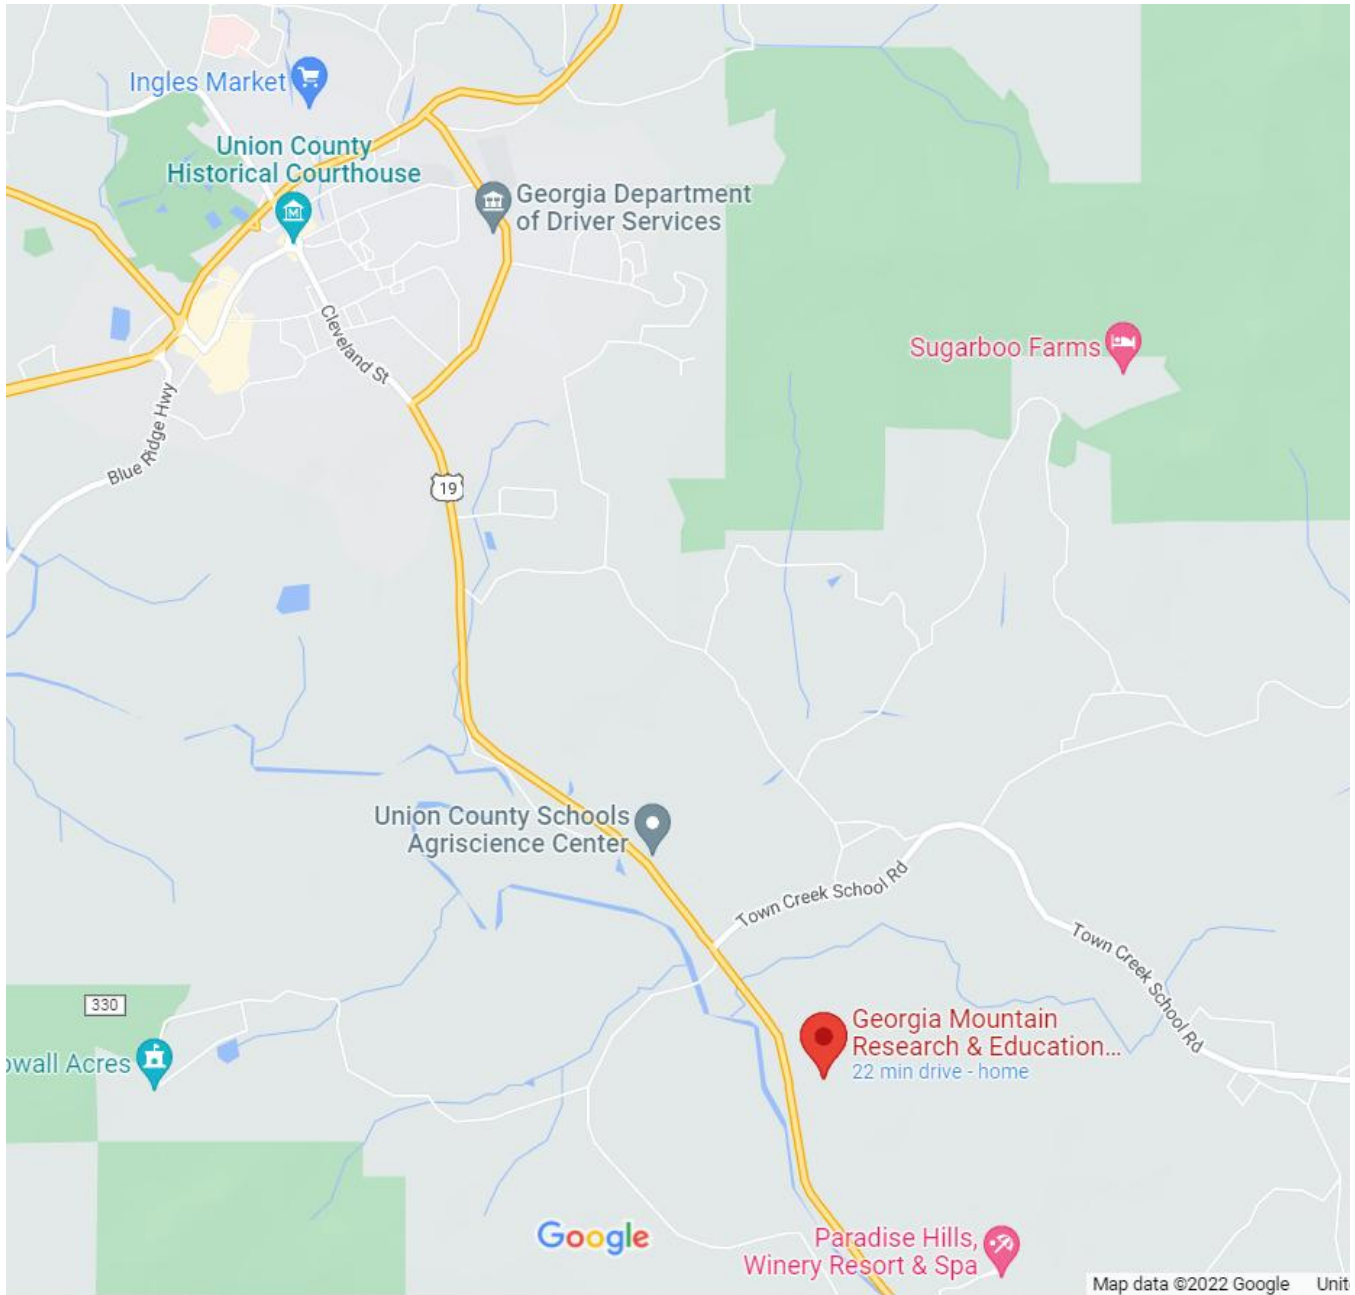 Ingles Market
Union County
Historical Courthouse
Georgia Department
of Driver Services
Cleveland St
Sugarboo Farms
Blue Ridge Hwy
19
Union County Schools
Agriscience Center
Town Creek School Rd
Town Creek School Rd
330
owall Acres
Georgia Mountain
Research & Education...
22 min drive - home
Google
Paradise Hills,
Winery Resort & Spa
Map data ©2022 Google Unit